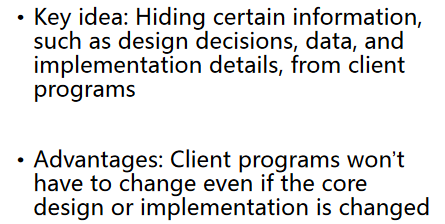 • Key idea: Hiding certain information,
such as design decisions, data, and
implementation details, from client
programs
• Advantages: Client programs won't
have to change even if the core
design or implementation is changed